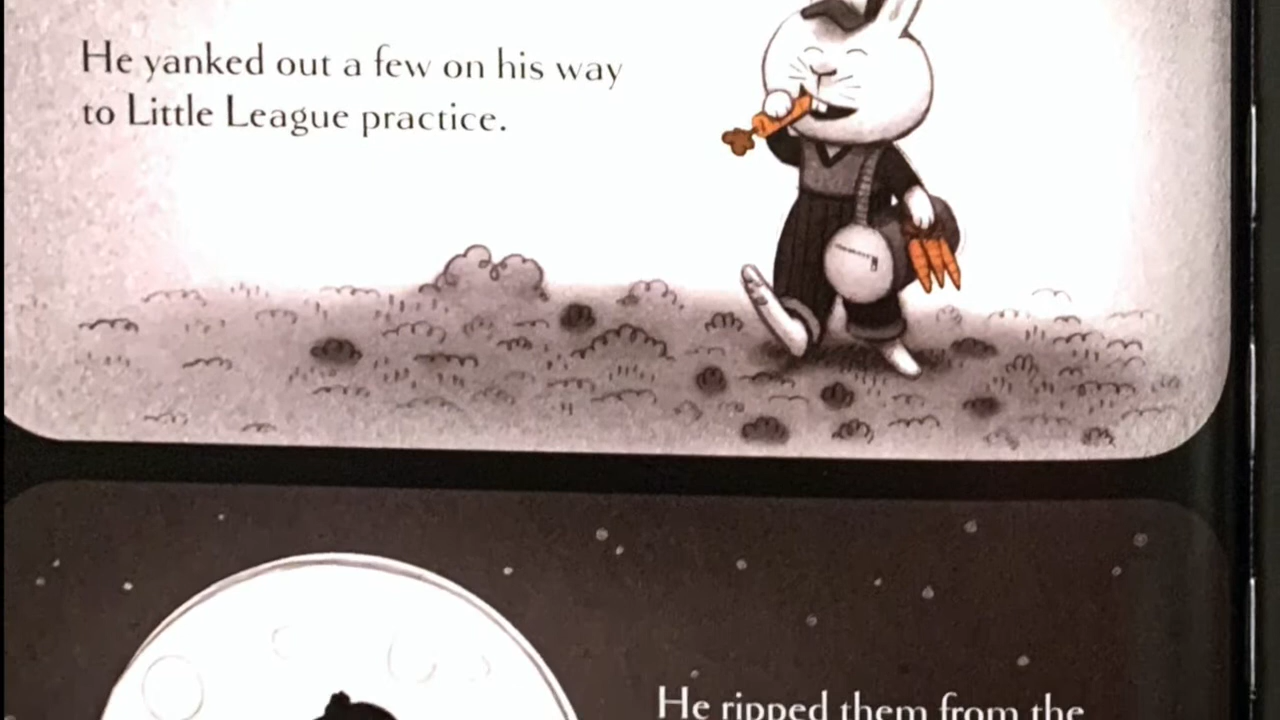 He yanked out a few on his way
to Little League practice.
He ripped them from the